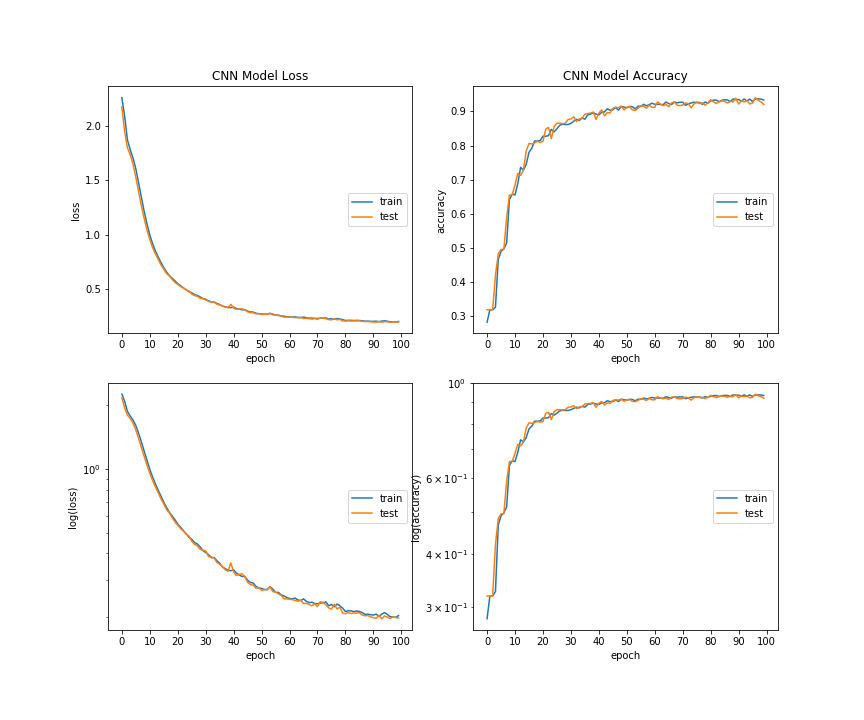 CNN Model Loss
loss
2.0
1.5
1.0
0.5
train
test
0 10 20 30 40 50 60 70 80 90 100
epoch
CNN Model Accuracy
accuracy
0.9
0.8
0.7
0.6
0.5
0.4
0.3
train
test
0 10 20 30 40 50 60 70 80 90 100
epoch
log(loss)
10⁰
train
test
0 10 20 30 40 50 60 70 80 90 100
epoch
log(accuracy)
10⁰
6 × 10⁻¹
4 × 10⁻¹
3 × 10⁻¹
train
test
0 10 20 30 40 50 60 70 80 90 100
epoch